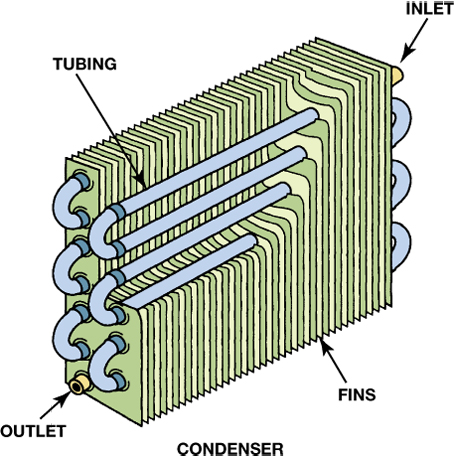 INLET
TUBING
FINS
OUTLET
CONDENSER